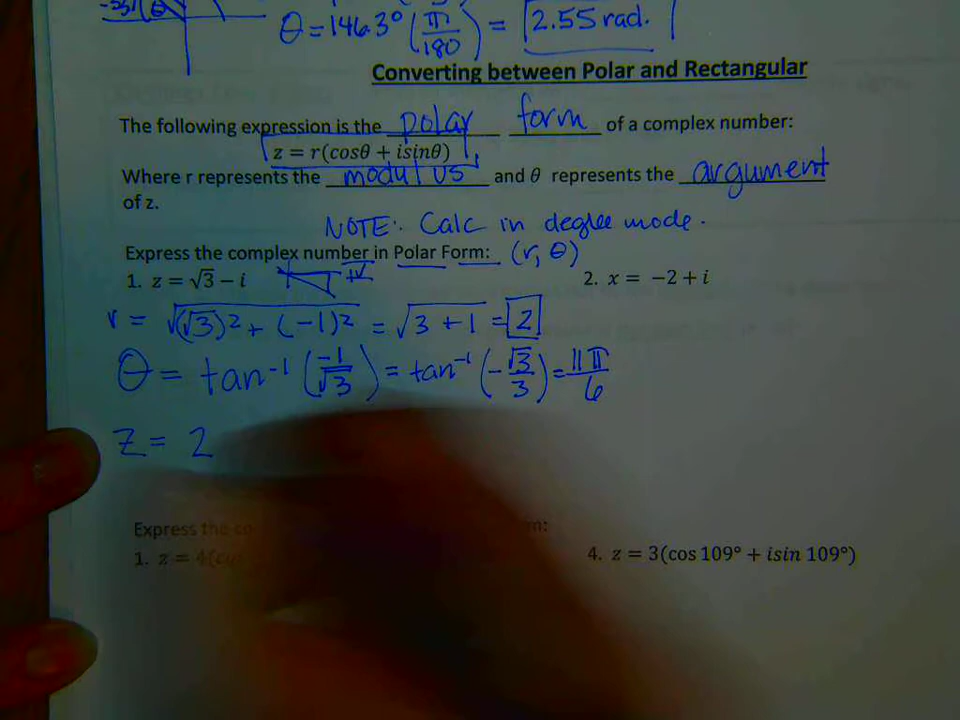 θ = 146.3° (π/180) = 2.55 rad.
Converting between Polar and Rectangular
The following expression is the polar form of a complex number:
z = r(cosθ + isinθ)
Where r represents the modulus and θ represents the argument
of z.
NOTE: Calc in degree mode.
Express the complex number in Polar Form: (r, θ)
1. z = √3 − i
2. x = −2 + i
r = √((√3)² + (−1)²) = √(3 + 1) = 2
θ = tan⁻¹(−1/√3) = tan⁻¹(−√3/3) = 11π/6
z = 2
Express the
1. z = 4(cos
4. z = 3(cos 109° + isin 109°)